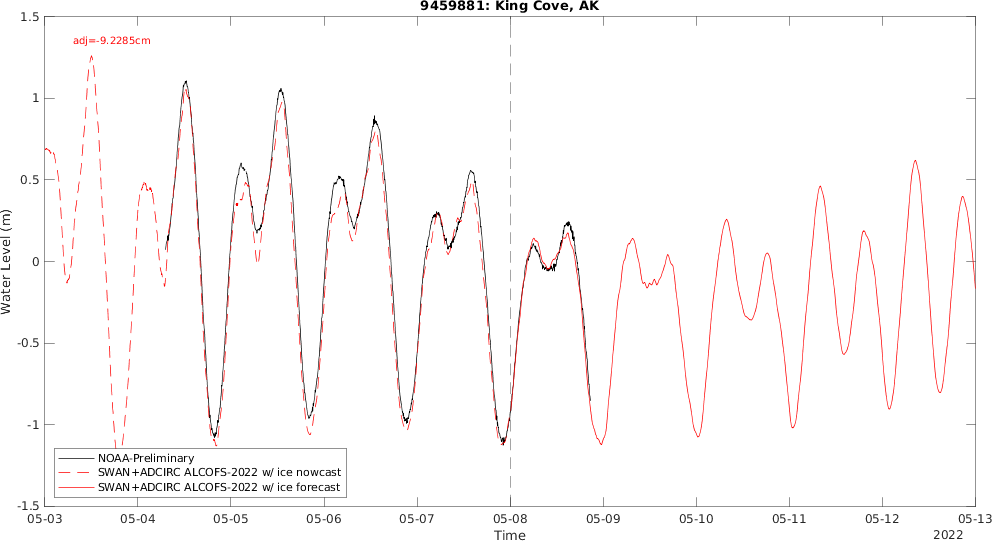 9459881: King Cove, AK
adj=-9.2285cm
1.5
1
0.5
0
-0.5
-1
-1.5
Water Level (m)
NOAA-Preliminary
SWAN+ADCIRC ALCOFS-2022 w/ ice nowcast
SWAN+ADCIRC ALCOFS-2022 w/ ice forecast
05-03 05-04 05-05 05-06 05-07 05-08 05-09 05-10 05-11 05-12 05-13
Time
2022